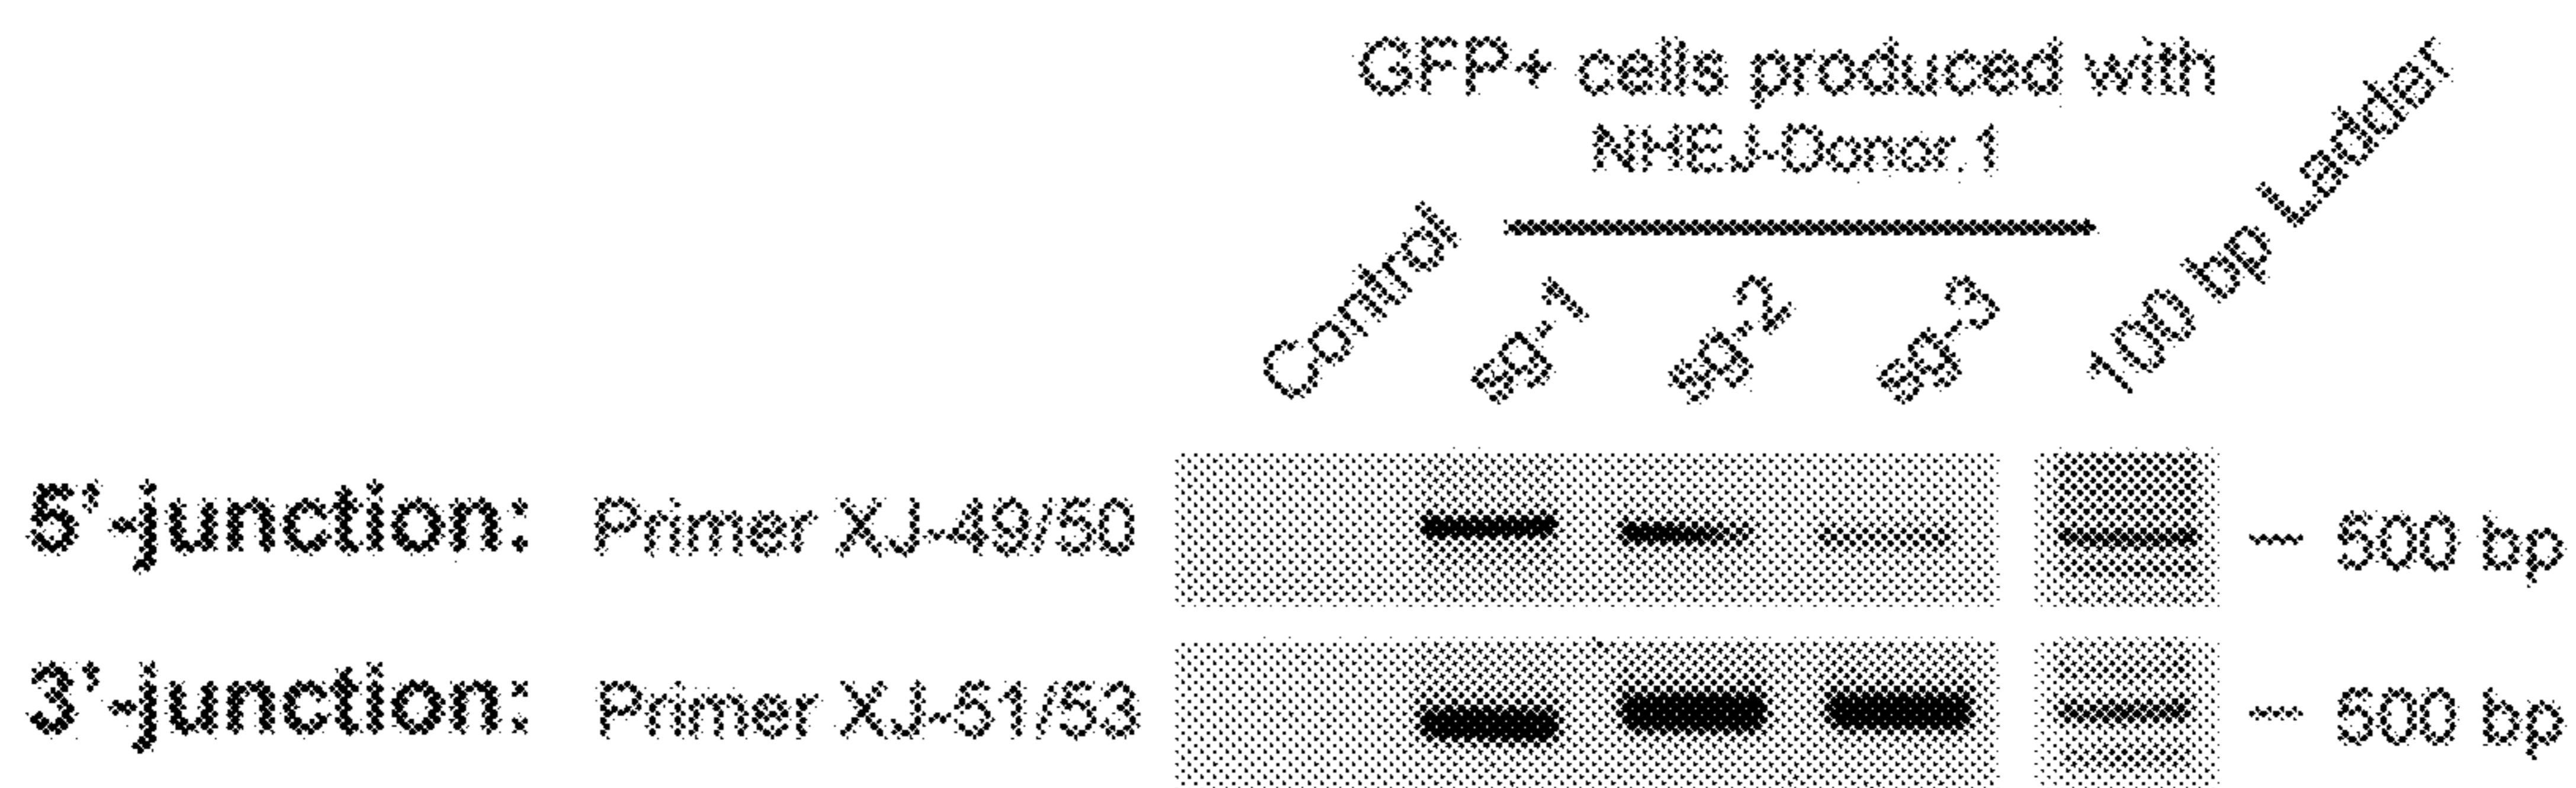 GFP+ cells produced with
NHEJ-Donor.1
Control
sg-1
sg-2
sg-3
100 bp Ladder
5'-junction: Primer XJ-49/50
500 bp
3'-junction: Primer XJ-51/53
500 bp